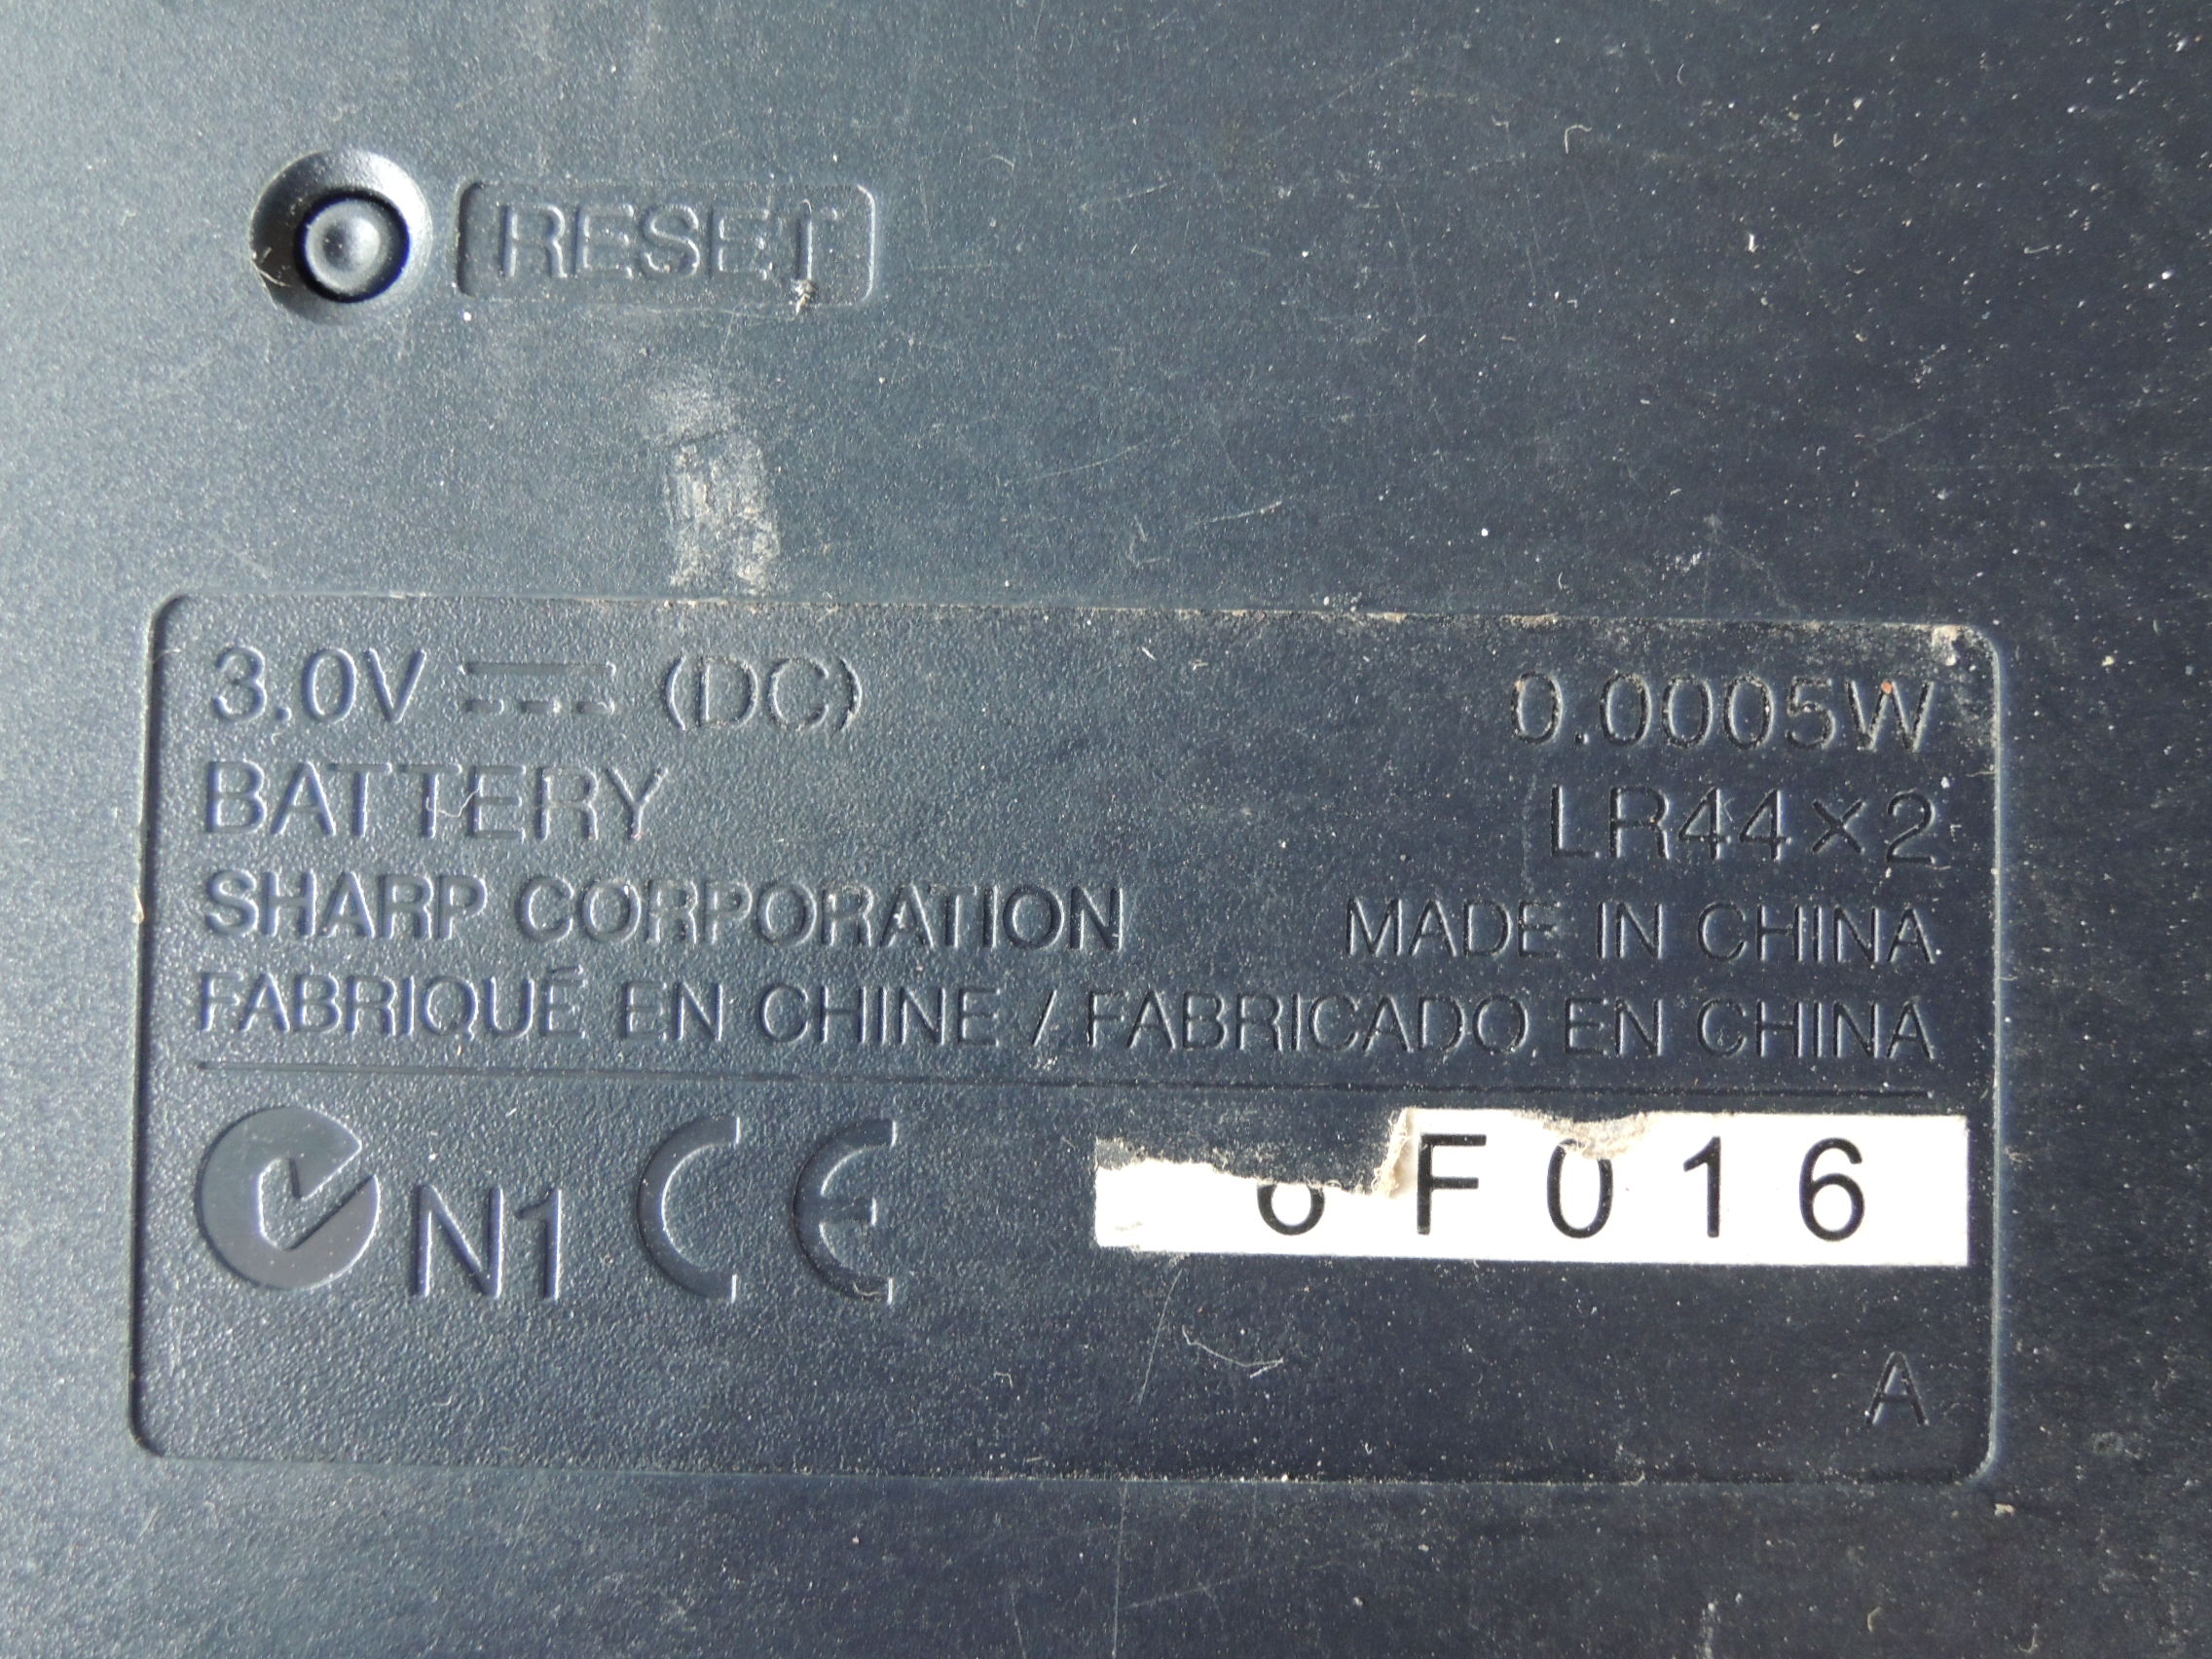 RESET
3.0V ⎓ (DC) 0.0005W
BATTERY LR44×2
SHARP CORPORATION MADE IN CHINA
FABRIQUÉ EN CHINE / FABRICADO EN CHINA
N1 CE F016
A